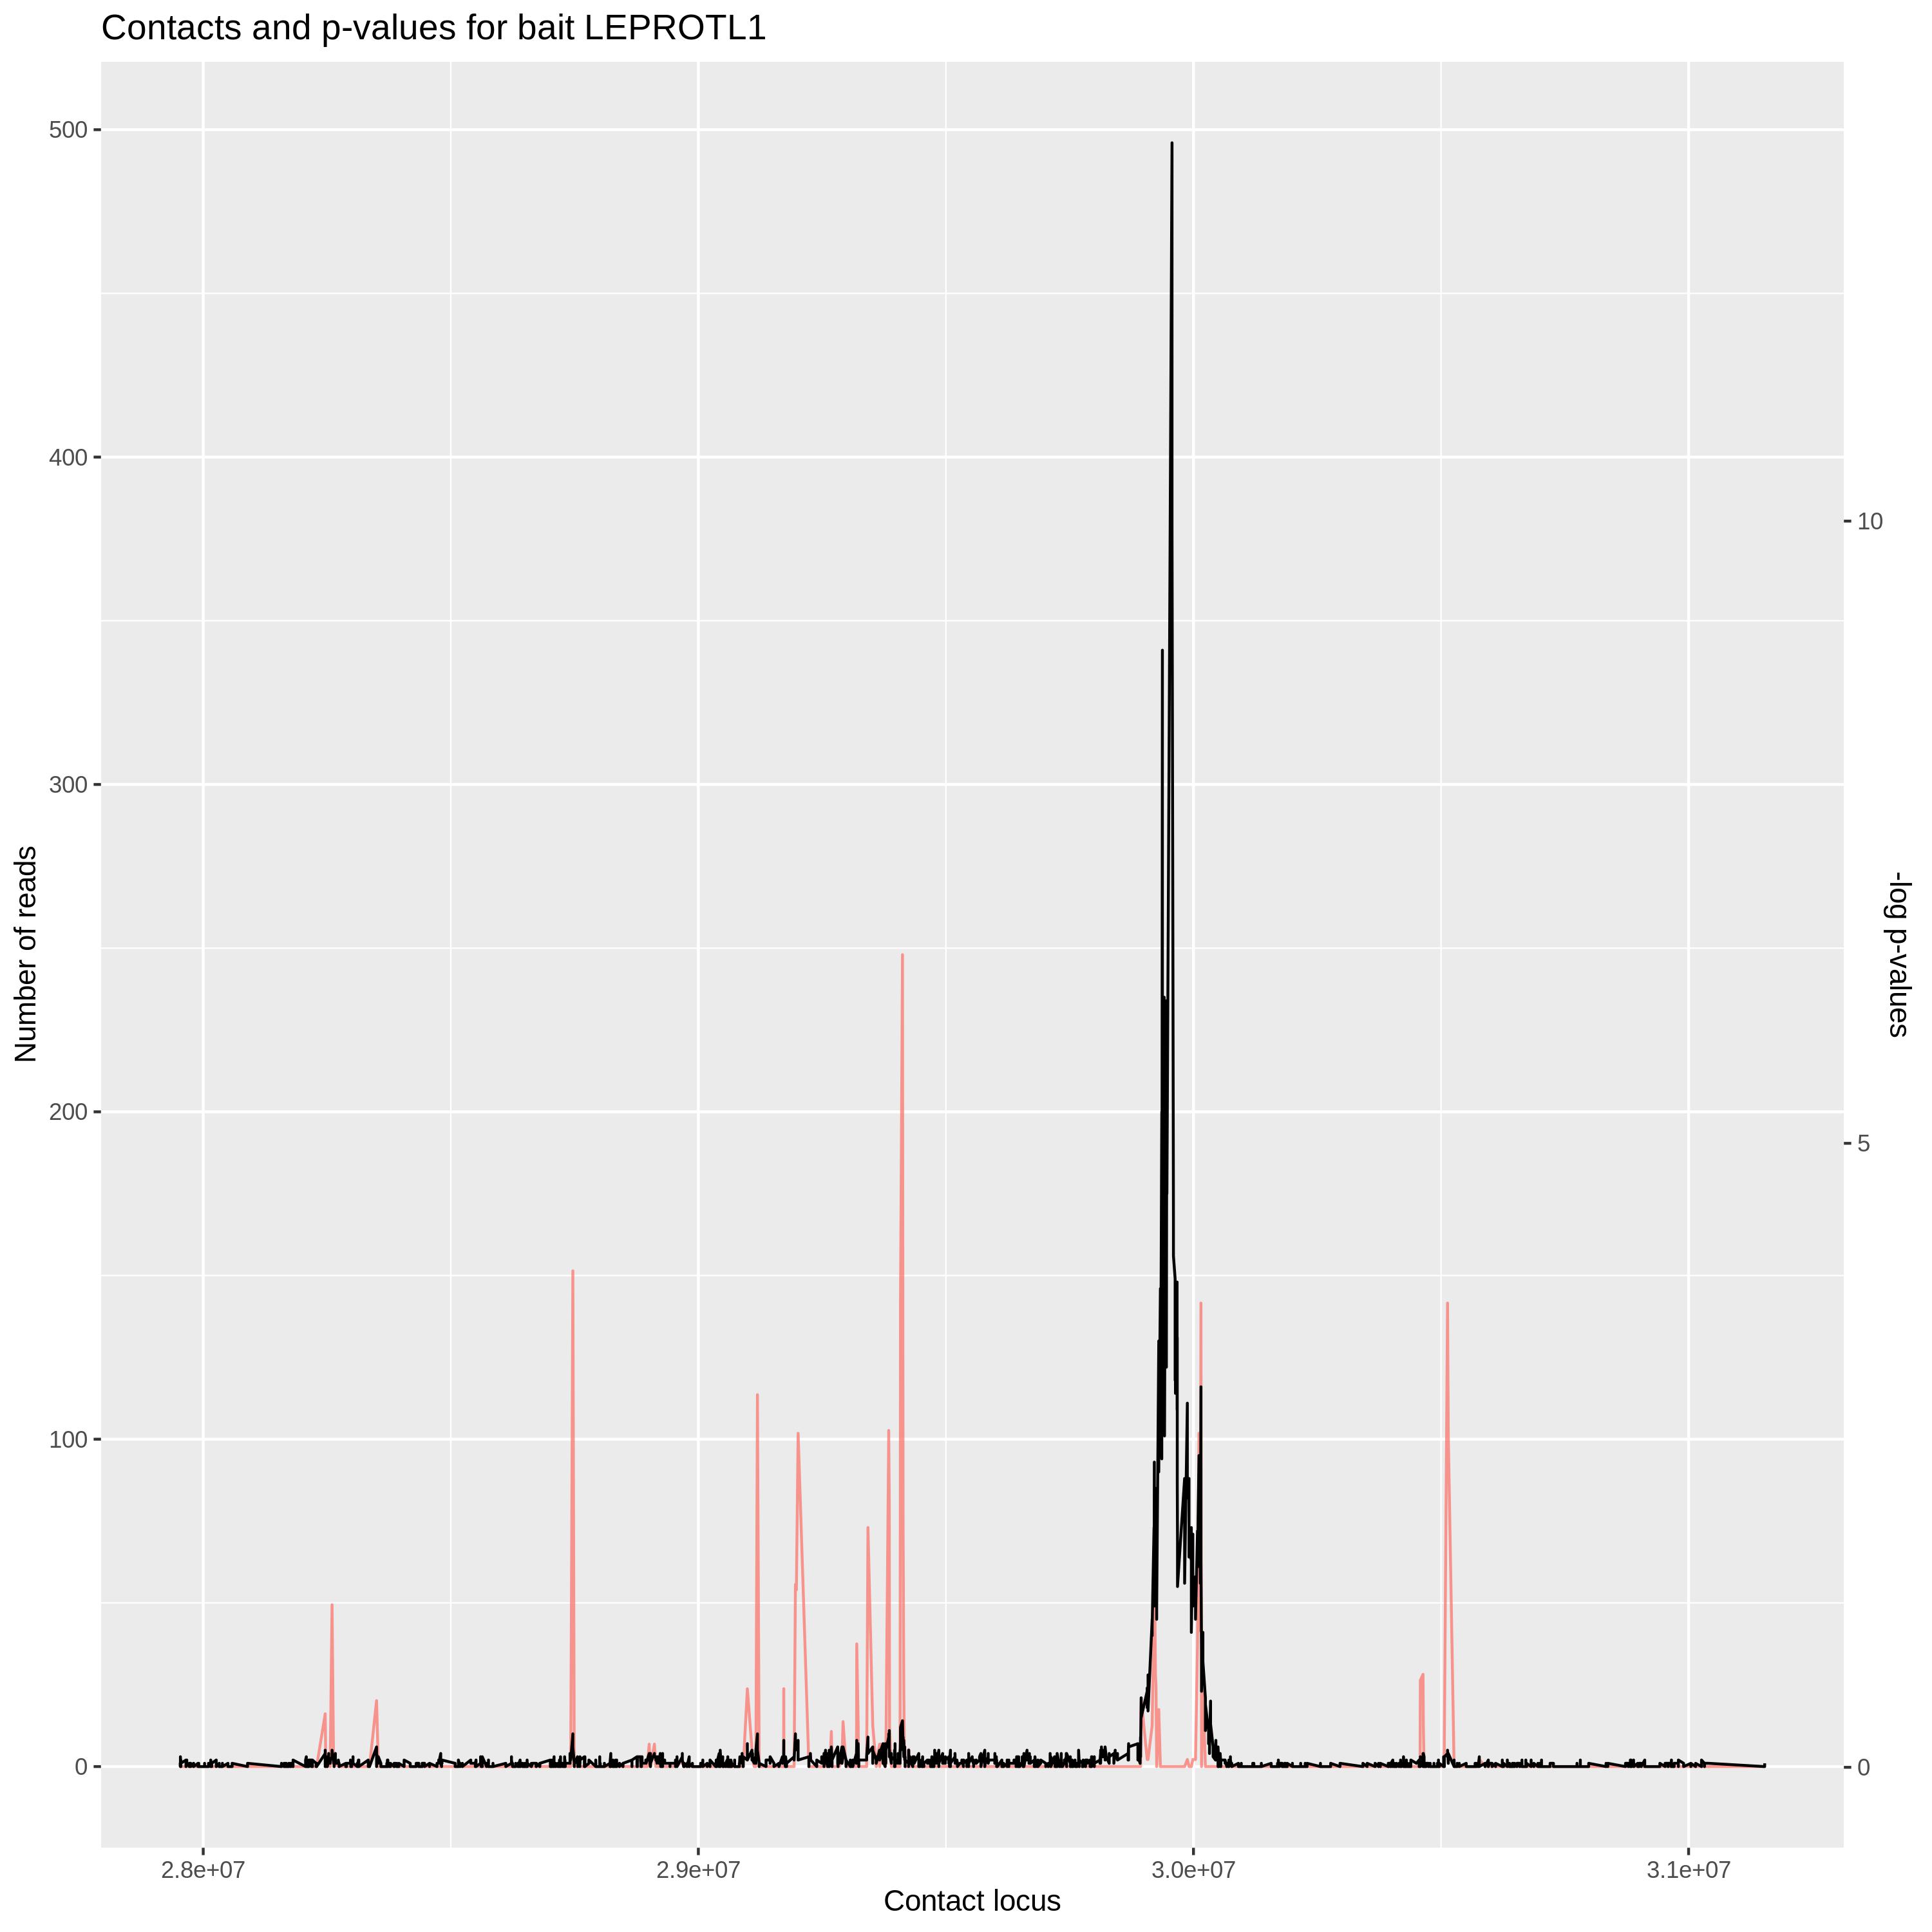 Contacts and p-values for bait LEPROTL1
500
400
300
200
100
0
Number of reads
10
5
0
-log p-values
2.8e+07
2.9e+07
3.0e+07
3.1e+07
Contact locus